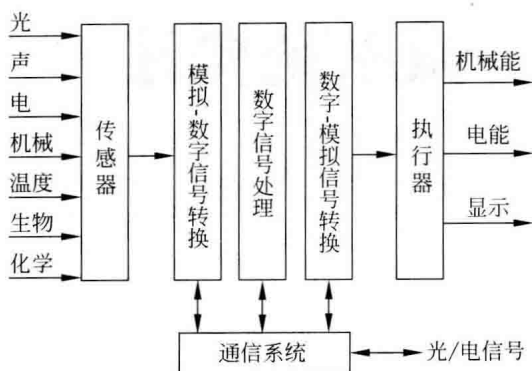 光
声
电
机械
温度
生物
化学
传感器
模拟-数字信号转换
数字信号处理
数字-模拟信号转换
执行器
机械能
电能
显示
通信系统
光/电信号